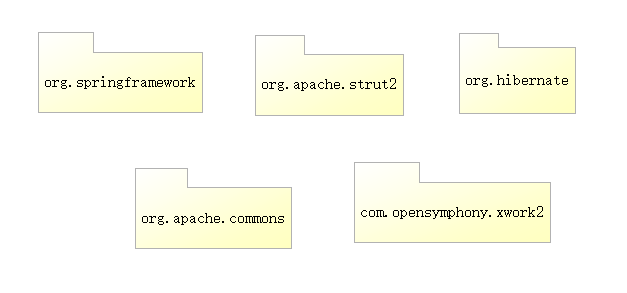 org.springframework
org.apache.strut2
org.hibernate
org.apache.commons
com.opensymphony.xwork2